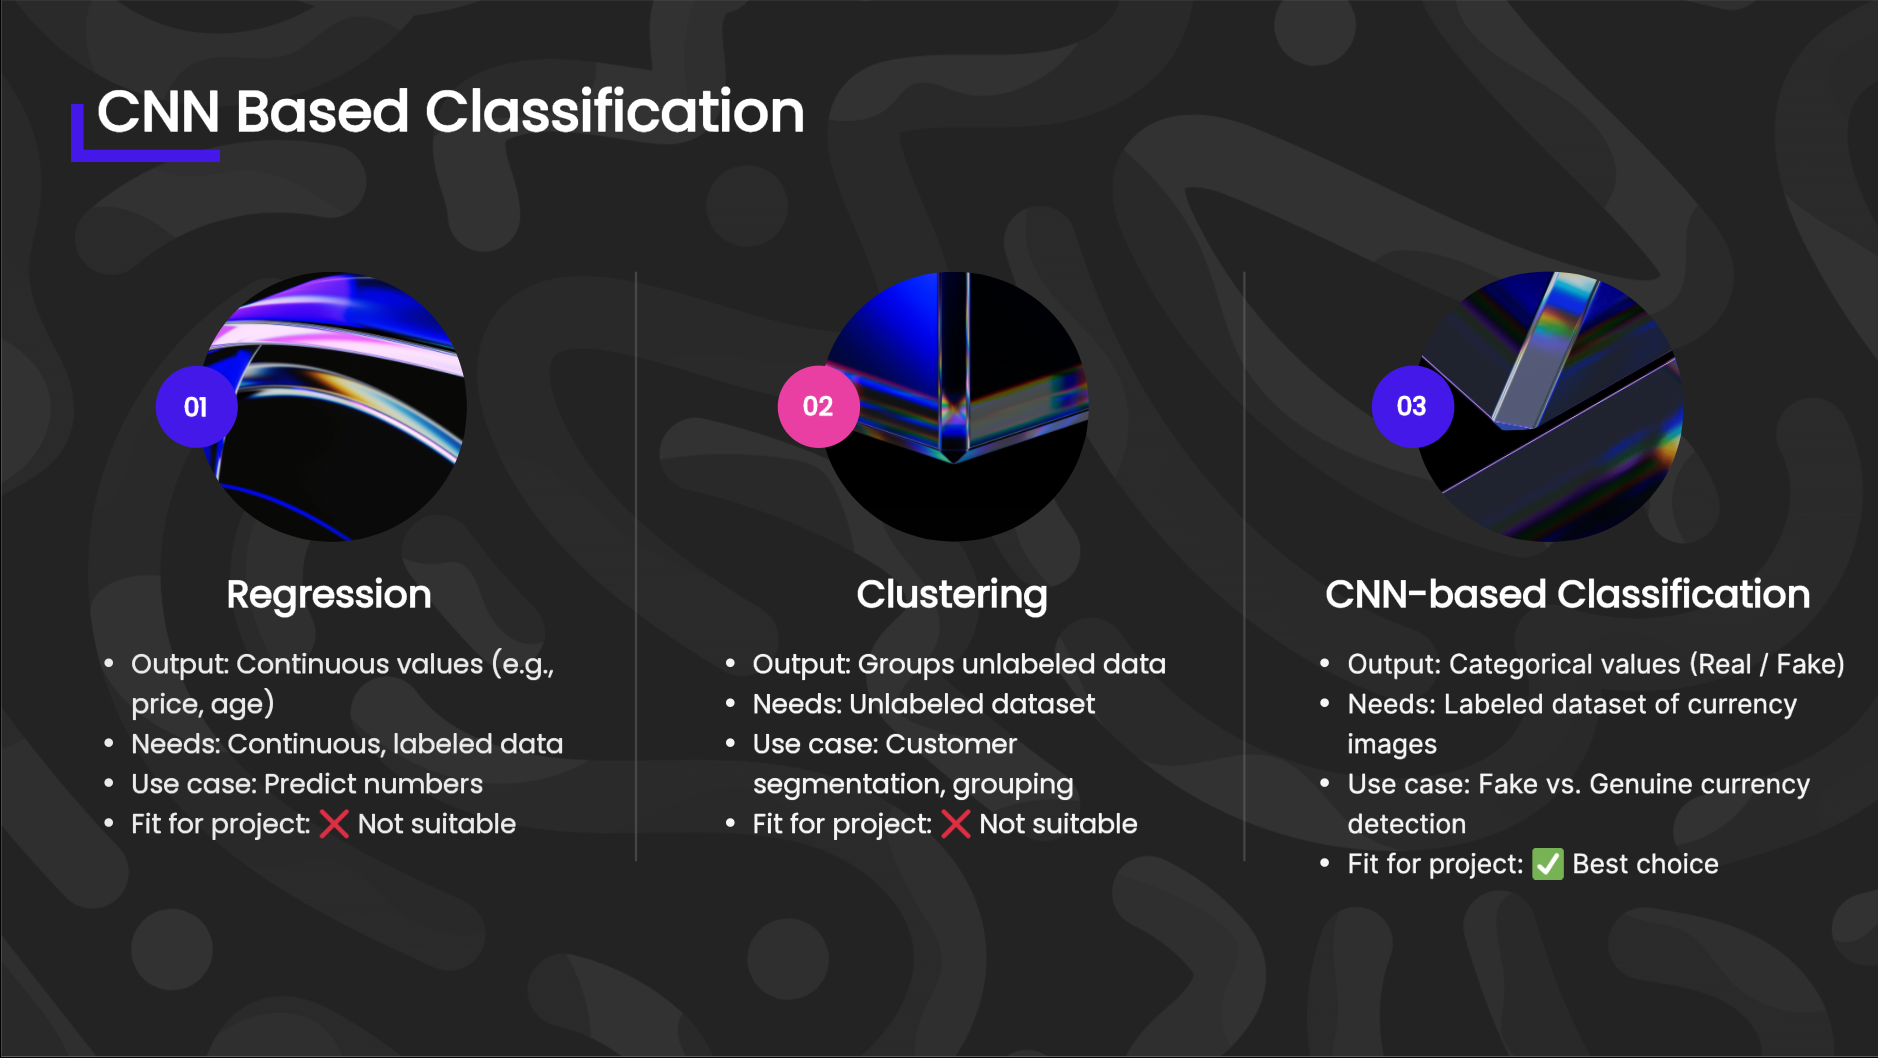 CNN Based Classification
01
Regression
• Output: Continuous values (e.g.,
price, age)
• Needs: Continuous, labeled data
• Use case: Predict numbers
• Fit for project: ❌ Not suitable
02
Clustering
• Output: Groups unlabeled data
• Needs: Unlabeled dataset
• Use case: Customer
segmentation, grouping
• Fit for project: ❌ Not suitable
03
CNN-based Classification
• Output: Categorical values (Real / Fake)
• Needs: Labeled dataset of currency
images
• Use case: Fake vs. Genuine currency
detection
• Fit for project: ✅ Best choice